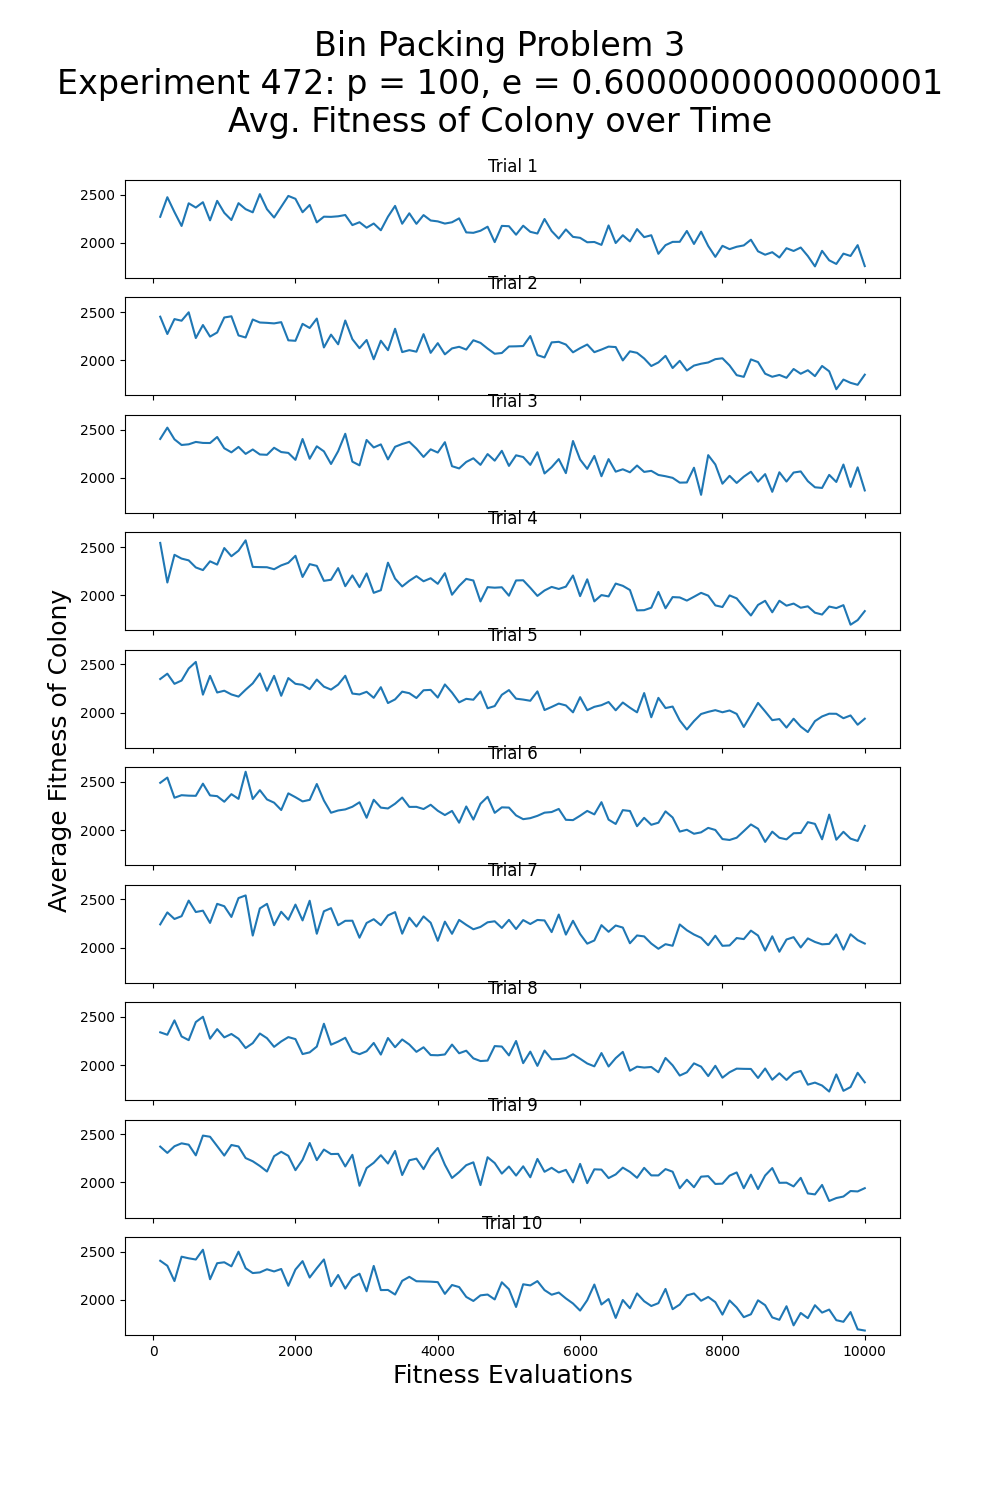 Bin Packing Problem 3
Experiment 472: p = 100, e = 0.6000000000000001
Avg. Fitness of Colony over Time
Trial 1
2500
2000
Trial 2
2500
2000
Trial 3
2500
2000
Trial 4
2500
2000
Trial 5
2500
2000
Trial 6
2500
2000
Trial 7
2500
2000
Trial 8
2500
2000
Trial 9
2500
2000
Trial 10
2500
2000
0 2000 4000 6000 8000 10000
Fitness Evaluations
Average Fitness of Colony